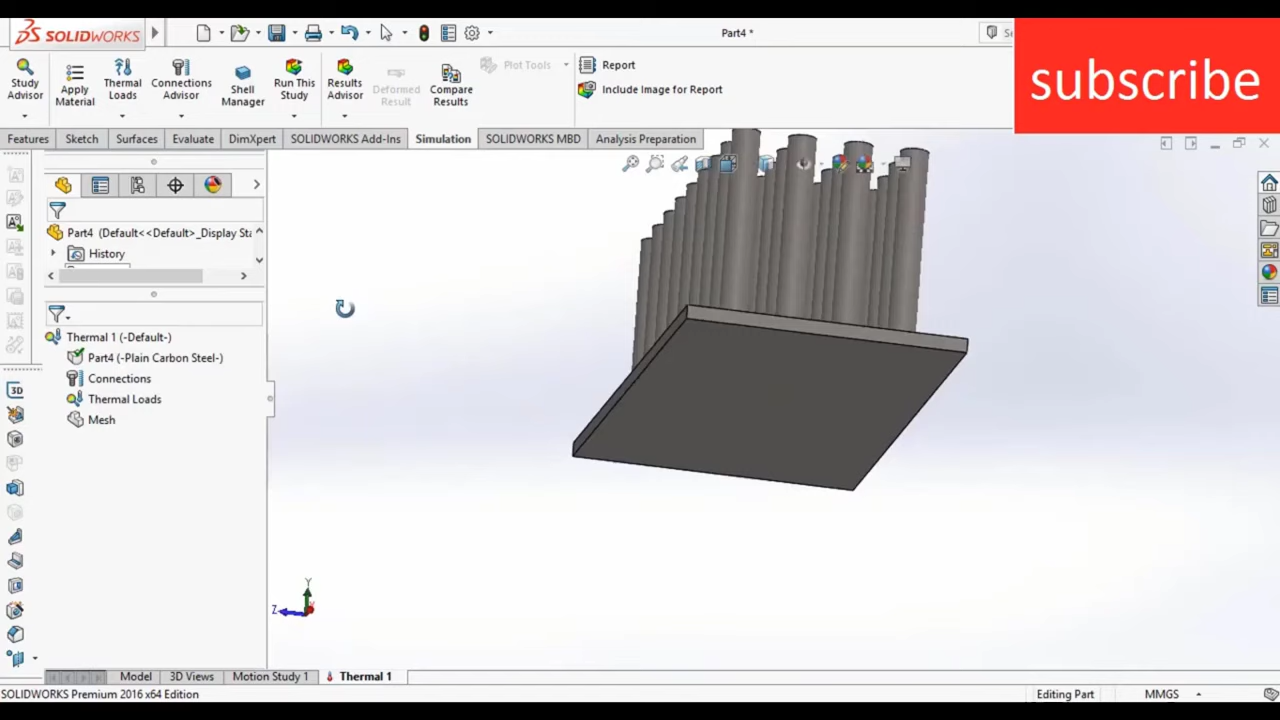 SOLIDWORKS
Part4 *
subscribe
Study Advisor
Apply Material
Thermal Loads
Connections Advisor
Shell Manager
Run This Study
Results Advisor
Deformed Result
Compare Results
Plot Tools
Report
Include Image for Report
Features
Sketch
Surfaces
Evaluate
DimXpert
SOLIDWORKS Add-Ins
Simulation
SOLIDWORKS MBD
Analysis Preparation
Part4 (Default<<Default>_Display Sta
History
Thermal 1 (-Default-)
Part4 (-Plain Carbon Steel-)
Connections
Thermal Loads
Mesh
3D
Y
Z
Model
3D Views
Motion Study 1
Thermal 1
SOLIDWORKS Premium 2016 x64 Edition
Editing Part
MMGS